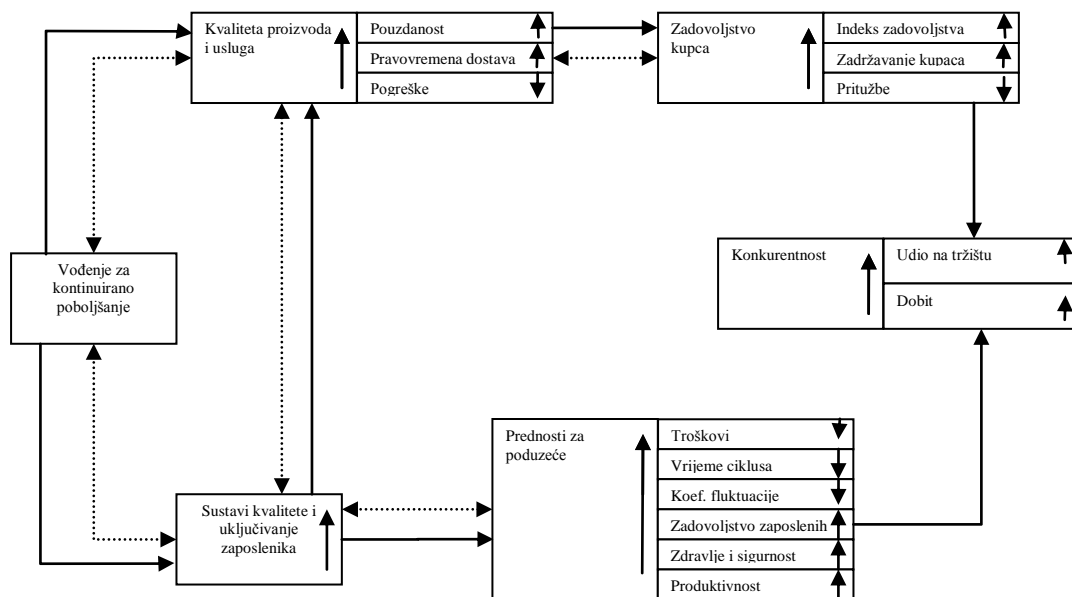 Kvaliteta proizvoda
i usluga
Pouzdanost
Pravovremena dostava
Pogreške
Zadovoljstvo
kupca
Indeks zadovoljstva
Zadržavanje kupaca
Pritužbe
Konkurentnost
Udio na tržištu
Dobit
Vođenje za
kontinuirano
poboljšanje
Prednosti za
poduzeće
Troškovi
Vrijeme ciklusa
Koef. fluktuacije
Zadovoljstvo zaposlenih
Zdravlje i sigurnost
Produktivnost
Sustavi kvalitete i
uključivanje
zaposlenika